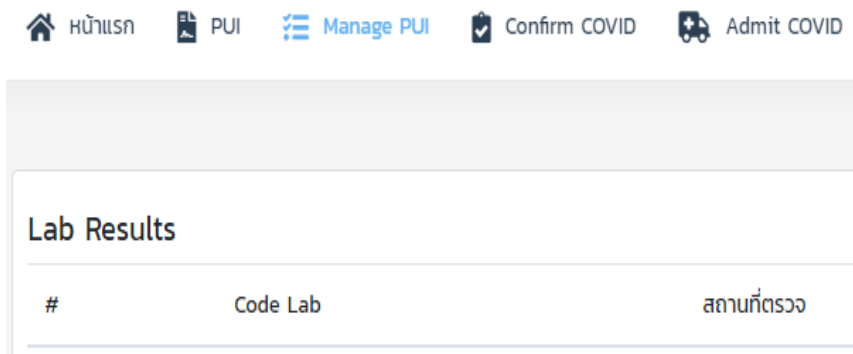 หน้าแรก PUI Manage PUI Confirm COVID Admit COVID
Lab Results
# Code Lab สถานที่ตรวจ